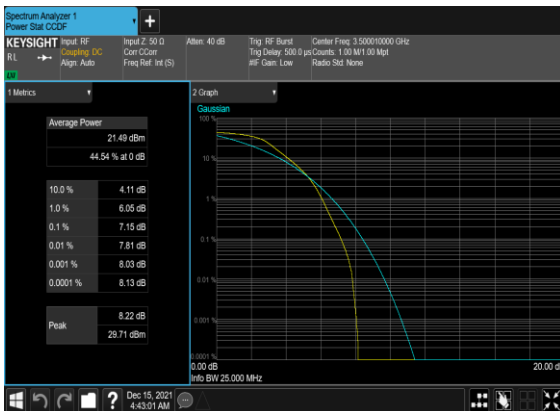 Spectrum Analyzer 1
Power Stat CCDF
+
KEYSIGHT
RL
LV
Input: RF
Coupling: DC
Align: Auto
Input Z: 50 Ω
Corr CCorr
Freq Ref: Int (S)
Atten: 40 dB
Trig: RF Burst
Trig Delay: 500.0 µs
#IF Gain: Low
Center Freq: 3.500010000 GHz
Counts: 1.00 M/1.00 Mpt
Radio Std: None
1 Metrics
Average Power
21.49 dBm
44.54 % at 0 dB
10.0 % 4.11 dB
1.0 % 6.05 dB
0.1 % 7.15 dB
0.01 % 7.81 dB
0.001 % 8.03 dB
0.0001 % 8.13 dB
Peak
8.22 dB
29.71 dBm
2 Graph
Gaussian
100 %
10 %
1 %
0.1 %
0.01 %
0.001 %
0.0001 %
0.00 dB
20.00 d
Info BW 25.000 MHz
?
Dec 15, 2021
4:43:01 AM